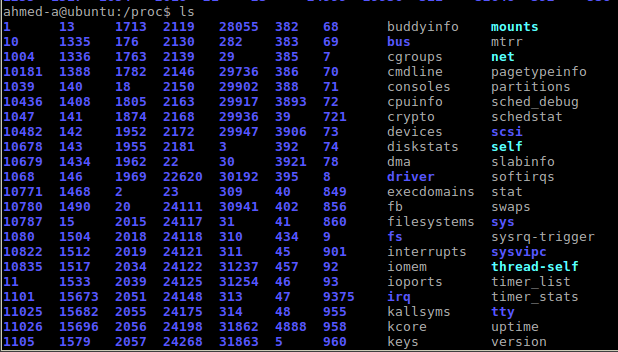 ahmed-a@ubuntu:/proc$ ls
1 13 1713 2119 28055 382 68 buddyinfo mounts
10 1335 176 2130 282 383 69 bus mtrr
1004 1336 1763 2139 29 385 7 cgroups net
10181 1388 1782 2146 29736 386 70 cmdline pagetypeinfo
1039 140 18 2150 29902 388 71 consoles partitions
10436 1408 1805 2163 29917 3893 72 cpuinfo sched_debug
1047 141 1874 2168 29936 39 721 crypto schedstat
10482 142 1952 2172 29947 3906 73 devices scsi
10678 143 1955 2181 3 392 74 diskstats self
10679 1434 1962 22 30 3921 78 dma slabinfo
1068 146 1969 22620 30192 395 8 driver softirqs
10771 1468 2 23 309 40 849 execdomains stat
10780 1490 20 24111 30941 402 856 fb swaps
10787 15 2015 24117 31 41 860 filesystems sys
1080 1504 2018 24118 310 434 9 fs sysrq-trigger
10822 1512 2019 24121 311 45 901 interrupts sysvipc
10835 1517 2034 24122 31237 457 92 iomem thread-self
11 1533 2039 24125 31254 46 93 ioports timer_list
1101 15673 2051 24148 313 47 9375 irq timer_stats
11025 15682 2055 24175 314 48 955 kallsyms tty
11026 15696 2056 24198 31862 4888 958 kcore uptime
1105 1579 2057 24268 31863 5 960 keys version